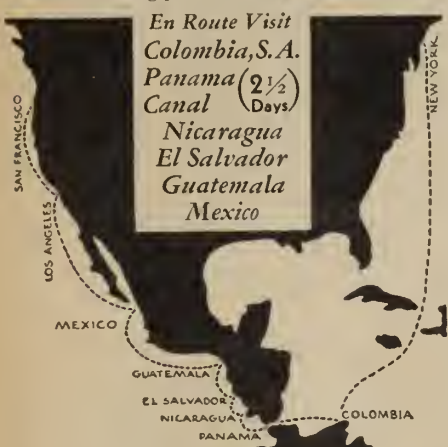 En Route Visit
Colombia, S.A.
Panama (2½
Canal Days)
Nicaragua
El Salvador
Guatemala
Mexico
NEW YORK
SAN FRANCISCO
LOS ANGELES
MEXICO
GUATEMALA
EL SALVADOR
NICARAGUA
COLOMBIA
PANAMA